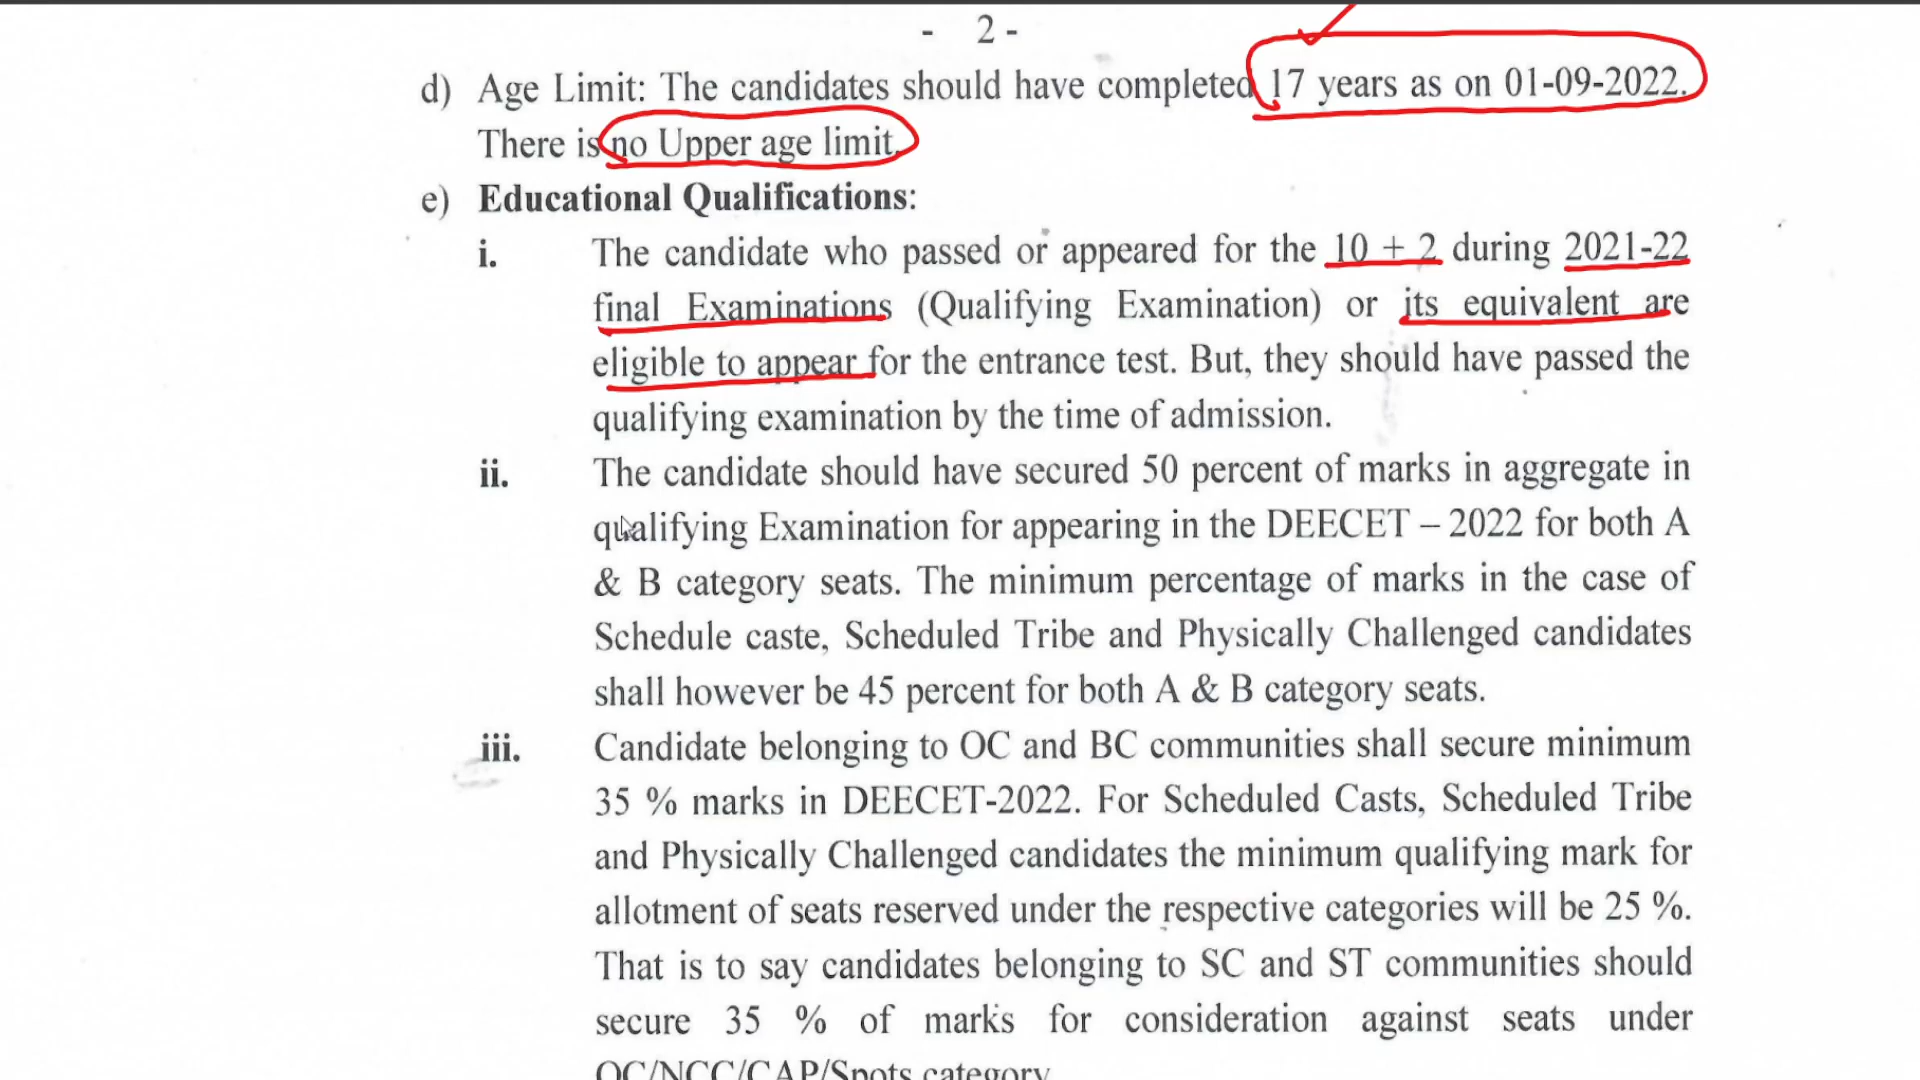 - 2 -
d) Age Limit: The candidates should have completed 17 years as on 01-09-2022.
There is no Upper age limit.
e) Educational Qualifications:
i. The candidate who passed or appeared for the 10 + 2 during 2021-22
final Examinations (Qualifying Examination) or its equivalent are
eligible to appear for the entrance test. But, they should have passed the
qualifying examination by the time of admission.
ii. The candidate should have secured 50 percent of marks in aggregate in
qualifying Examination for appearing in the DEECET – 2022 for both A
& B category seats. The minimum percentage of marks in the case of
Schedule caste, Scheduled Tribe and Physically Challenged candidates
shall however be 45 percent for both A & B category seats.
iii. Candidate belonging to OC and BC communities shall secure minimum
35 % marks in DEECET-2022. For Scheduled Casts, Scheduled Tribe
and Physically Challenged candidates the minimum qualifying mark for
allotment of seats reserved under the respective categories will be 25 %.
That is to say candidates belonging to SC and ST communities should
secure 35 % of marks for consideration against seats under
OC/NCC/CAP/Spots category